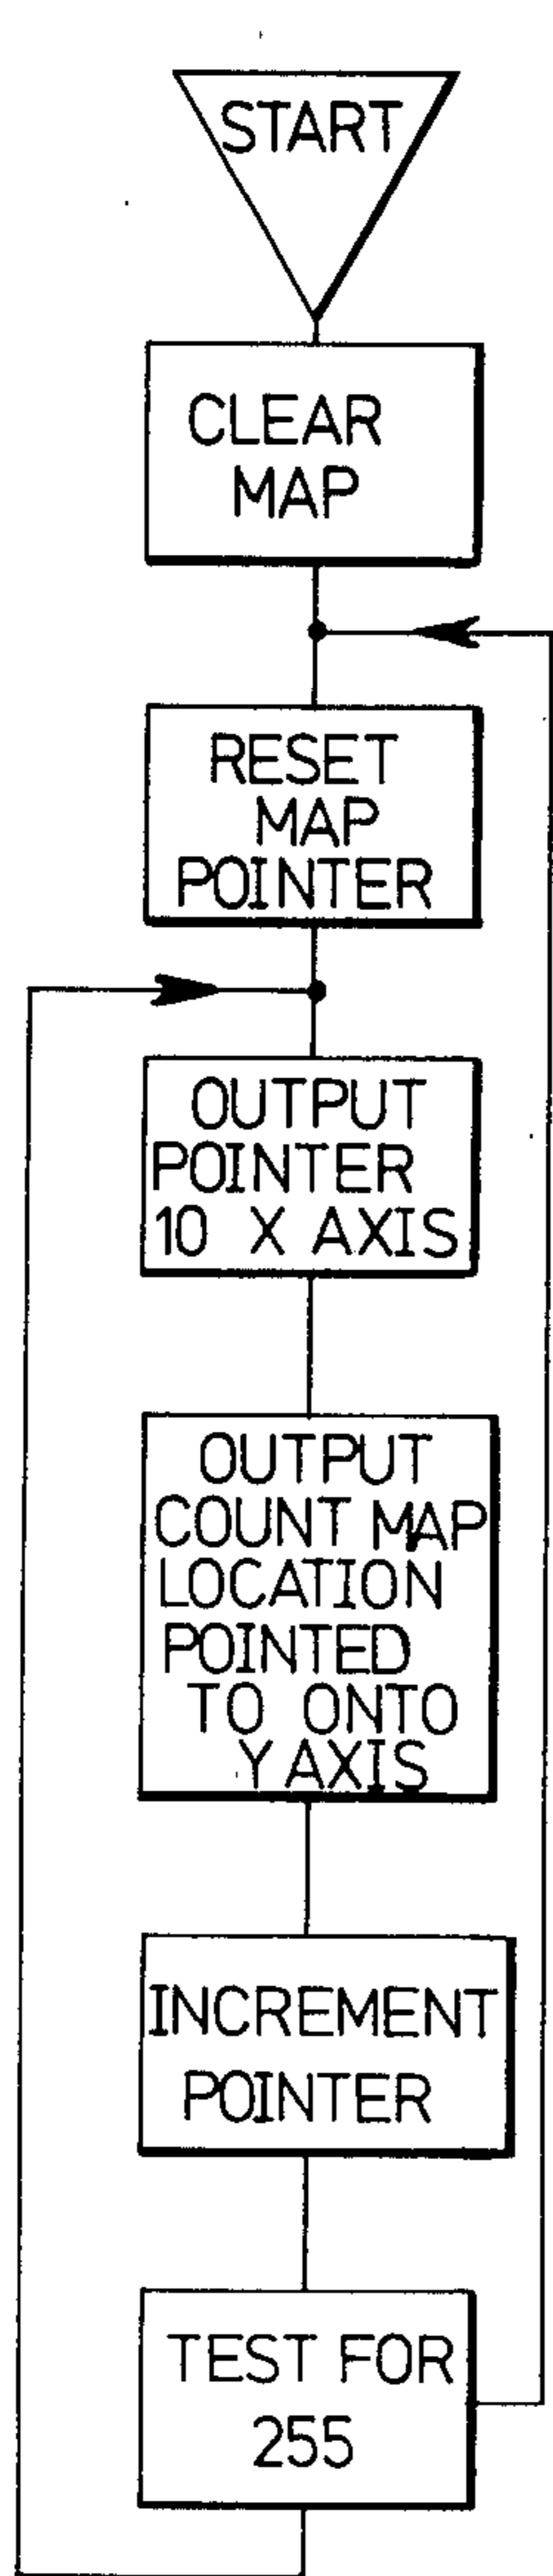 START
CLEAR
MAP
RESET
MAP
POINTER
OUTPUT
POINTER
10 X AXIS
OUTPUT
COUNT MAP
LOCATION
POINTED
TO ONTO
Y AXIS
INCREMENT
POINTER
TEST FOR
255